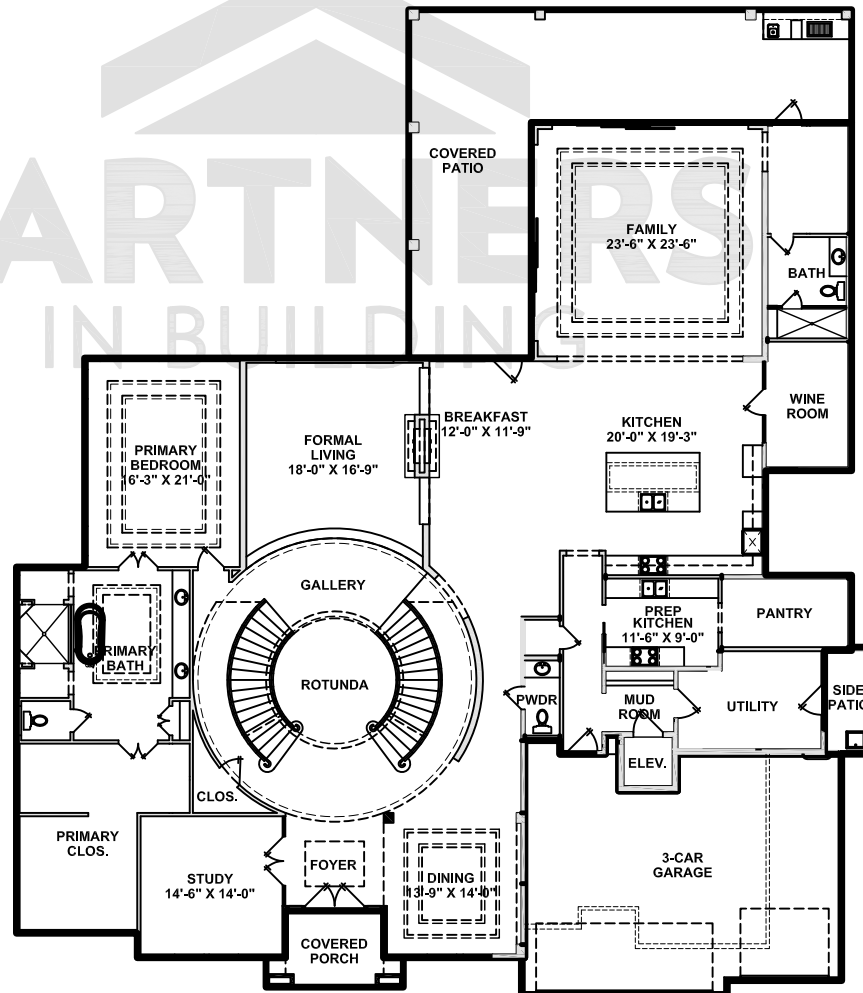 ARTNERS
IN BUILDING
COVERED
PATIO
FAMILY
23'-6" X 23'-6"
BATH
WINE
ROOM
BREAKFAST
12'-0" X 11'-9"
KITCHEN
20'-0" X 19'-3"
FORMAL
LIVING
18'-0" X 16'-9"
PRIMARY
BEDROOM
16'-3" X 21'-0"
GALLERY
ROTUNDA
PRIMARY
BATH
PREP
KITCHEN
11'-6" X 9'-0"
PANTRY
PWDR
MUD
ROOM
UTILITY
SIDE
PATIO
ELEV.
CLOS.
PRIMARY
CLOS.
STUDY
14'-6" X 14'-0"
FOYER
DINING
13'-9" X 14'-0"
3-CAR
GARAGE
COVERED
PORCH
X